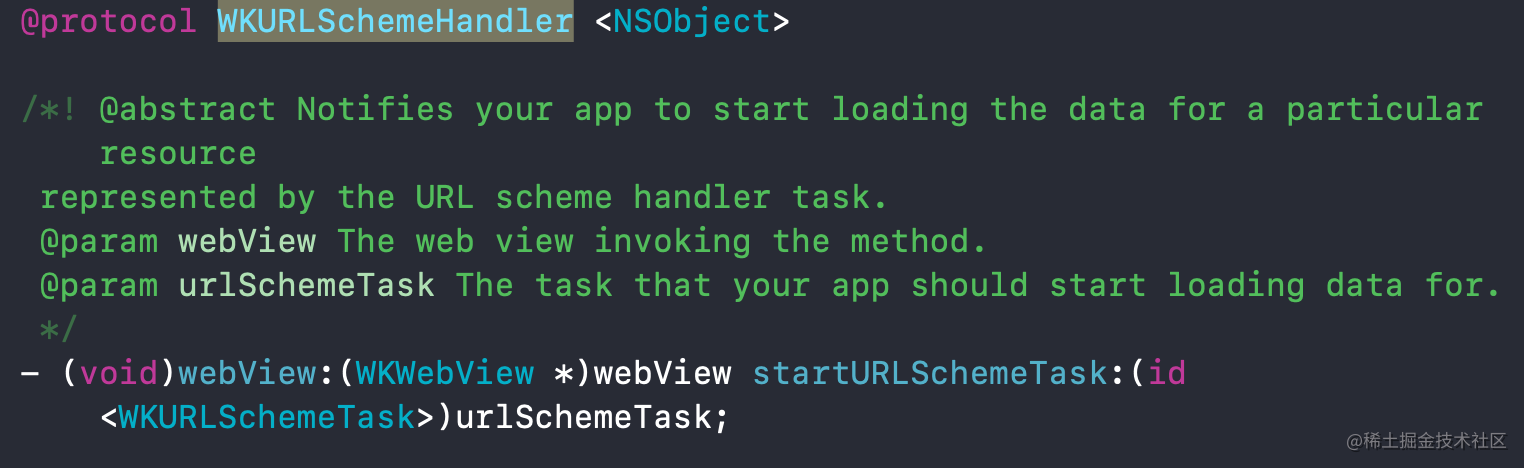 @protocol WKURLSchemeHandler <NSObject>
/*! @abstract Notifies your app to start loading the data for a particular
resource
represented by the URL scheme handler task.
@param webView The web view invoking the method.
@param urlSchemeTask The task that your app should start loading data for.
*/
- (void)webView:(WKWebView *)webView startURLSchemeTask:(id
<WKURLSchemeTask>)urlSchemeTask;
@稀土掘金技术社区